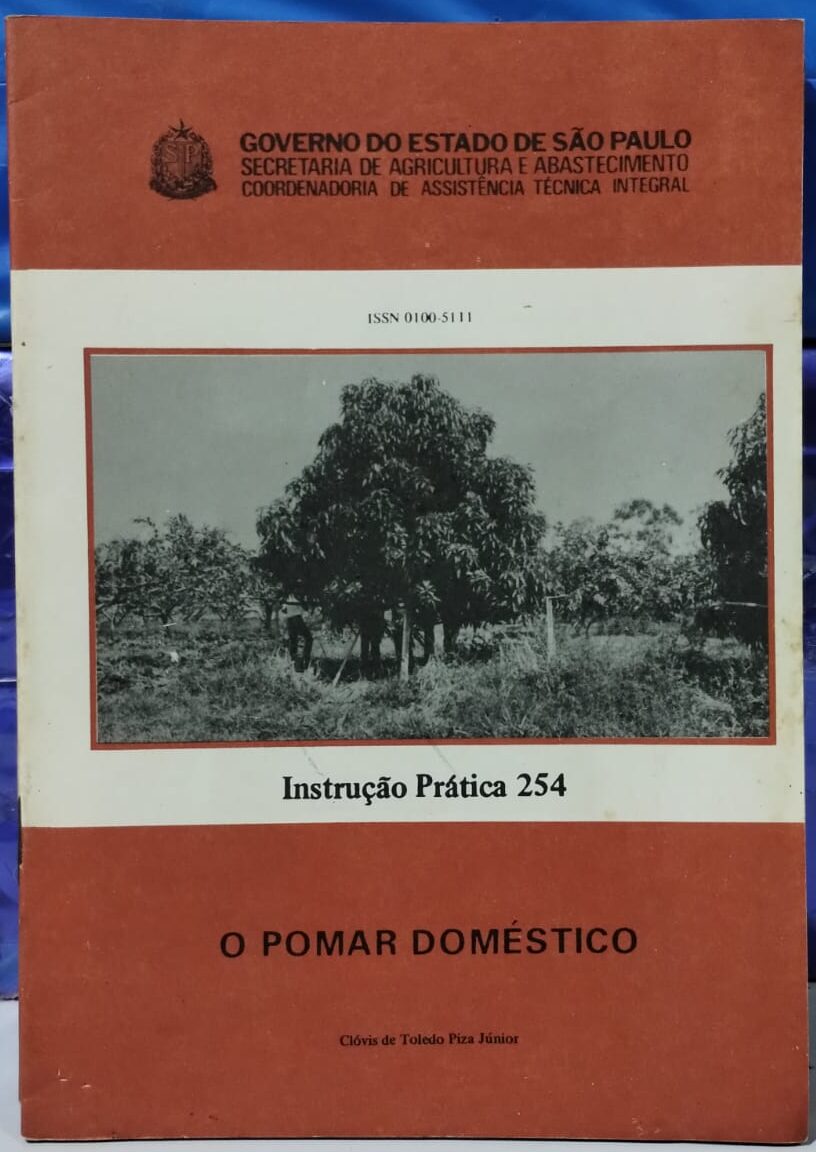 SP
GOVERNO DO ESTADO DE SÃO PAULO
SECRETARIA DE AGRICULTURA E ABASTECIMENTO
COORDENADORIA DE ASSISTÊNCIA TÉCNICA INTEGRAL
ISSN 0100-5111
Instrução Prática 254
O POMAR DOMÉSTICO
Clóvis de Toledo Piza Júnior